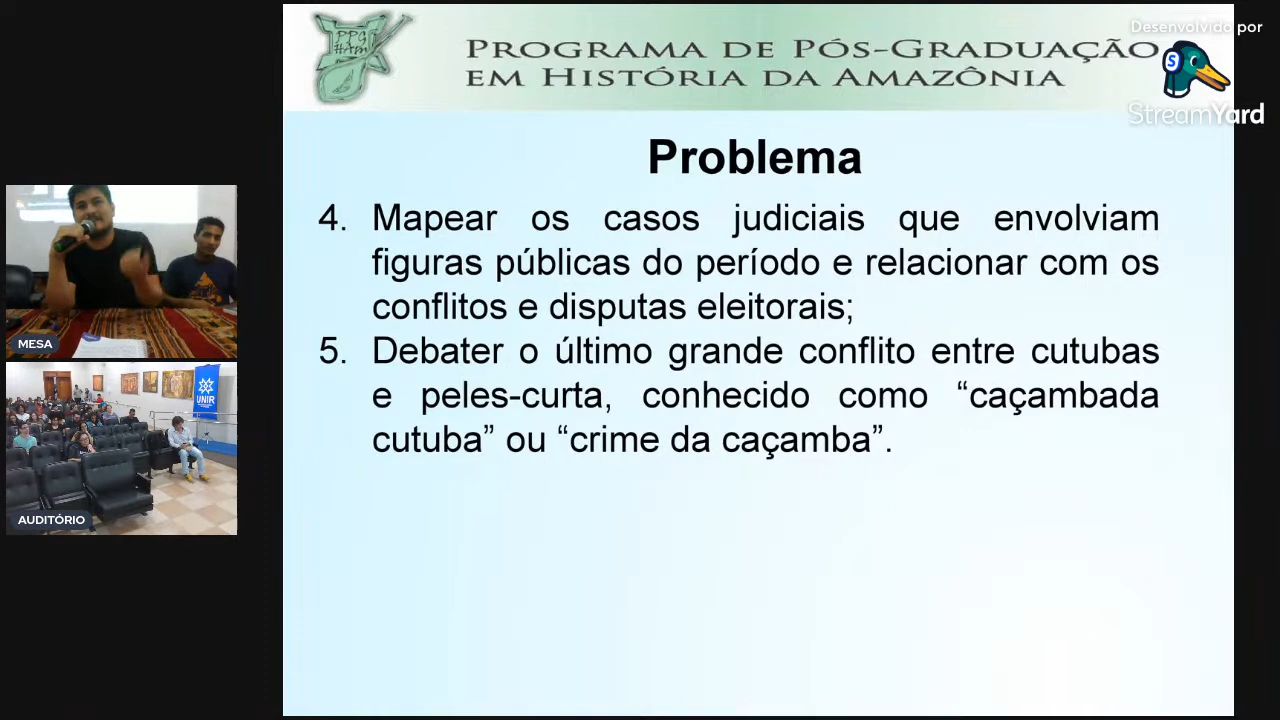 PPG
HAm
PROGRAMA DE PÓS-GRADUAÇÃO
EM HISTÓRIA DA AMAZÔNIA
Desenvolvido por
S
StreamYard
Problema
4. Mapear os casos judiciais que envolviam
figuras públicas do período e relacionar com os
conflitos e disputas eleitorais;
5. Debater o último grande conflito entre cutubas
e peles-curta, conhecido como “caçambada
cutuba” ou “crime da caçamba”.
MESA
UNIR
AUDITÓRIO